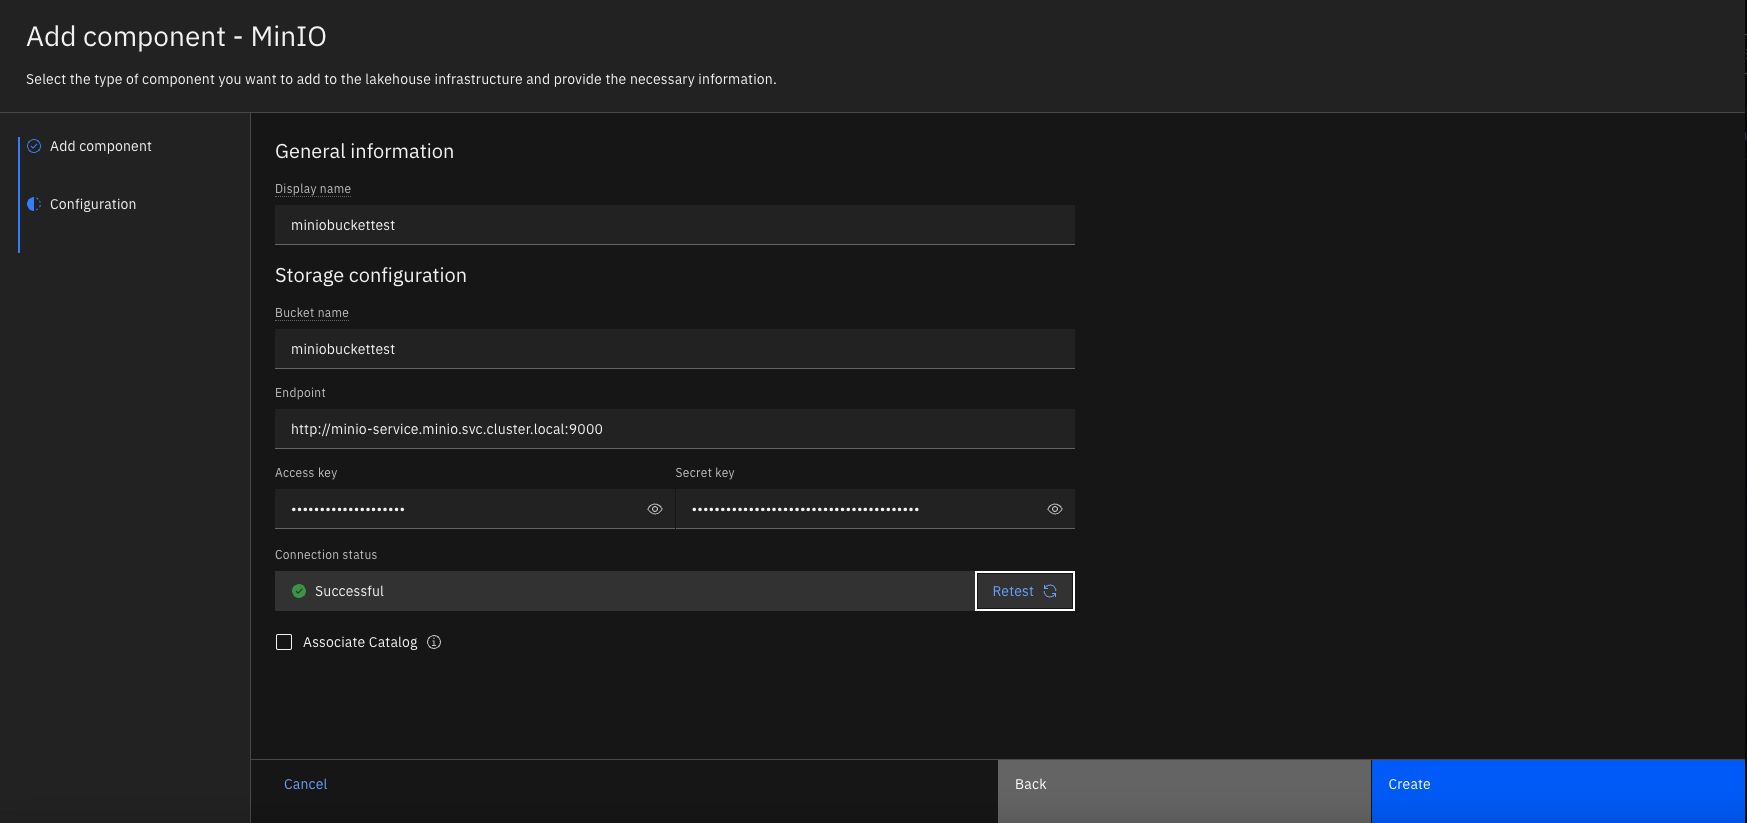 Add component - MinIO
Select the type of component you want to add to the lakehouse infrastructure and provide the necessary information.
Add component
Configuration
General information
Display name
miniobuckettest
Storage configuration
Bucket name
miniobuckettest
Endpoint
http://minio-service.minio.svc.cluster.local:9000
Access key
Secret key
••••••••••••••••••••
••••••••••••••••••••••••••••••••••••••••
Connection status
Successful
Retest
Associate Catalog
Cancel
Back
Create